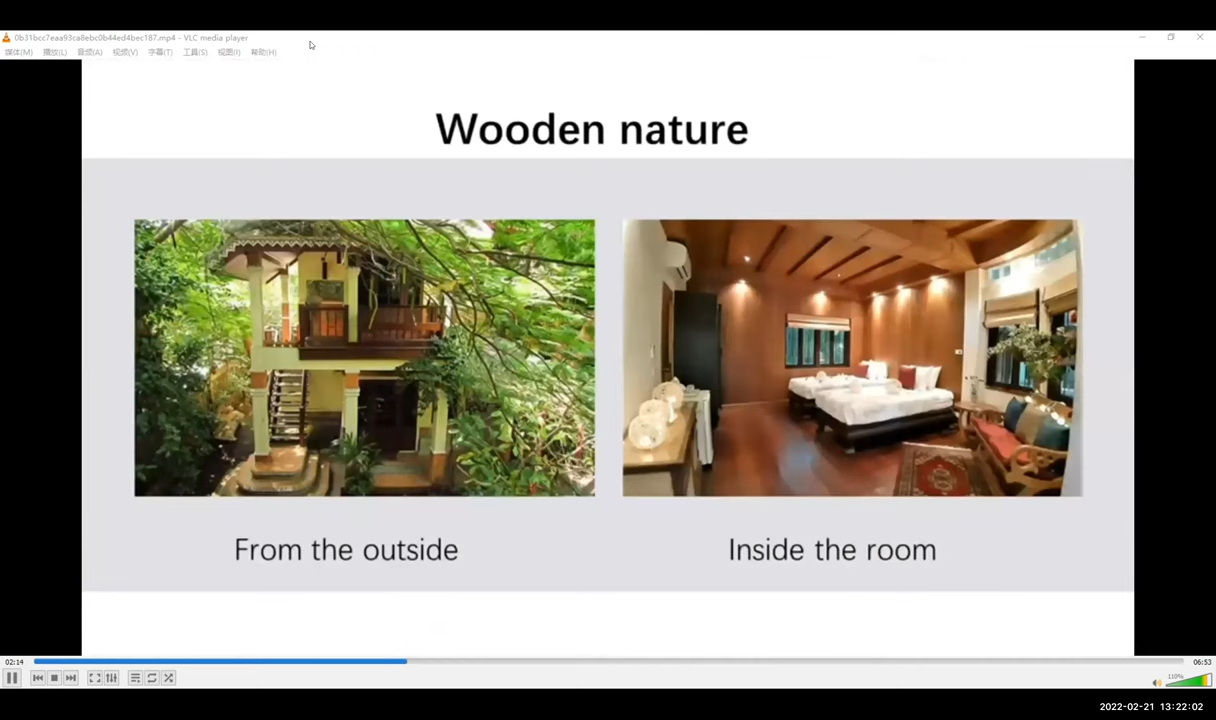 0b31bcc7eaa93ca8ebc0b44ed4bec187.mp4 - VLC media player
媒体(M) 播放(L) 音频(A) 视频(V) 字幕(T) 工具(S) 视图(I) 帮助(H)
Wooden nature
From the outside
Inside the room
02:14
06:53
110%
2022-02-21 13:22:02